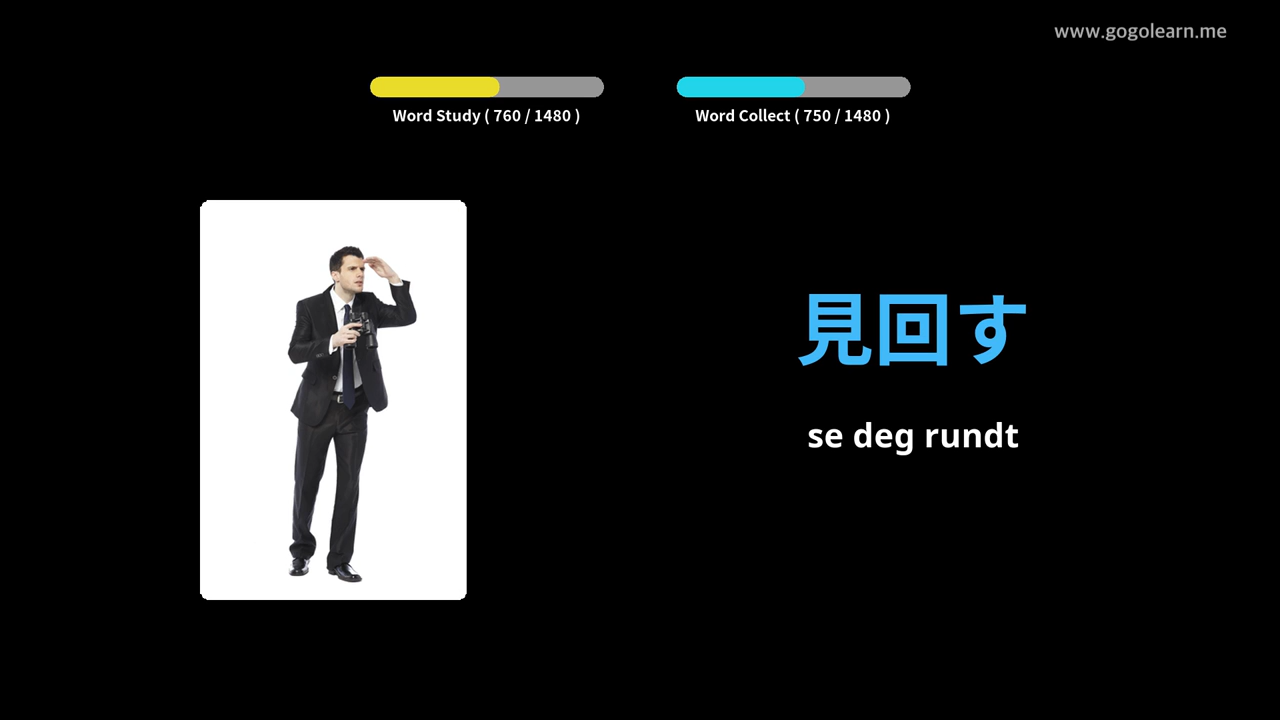 www.gogolearn.me
Word Study ( 760 / 1480 )
Word Collect ( 750 / 1480 )
見回す
se deg rundt